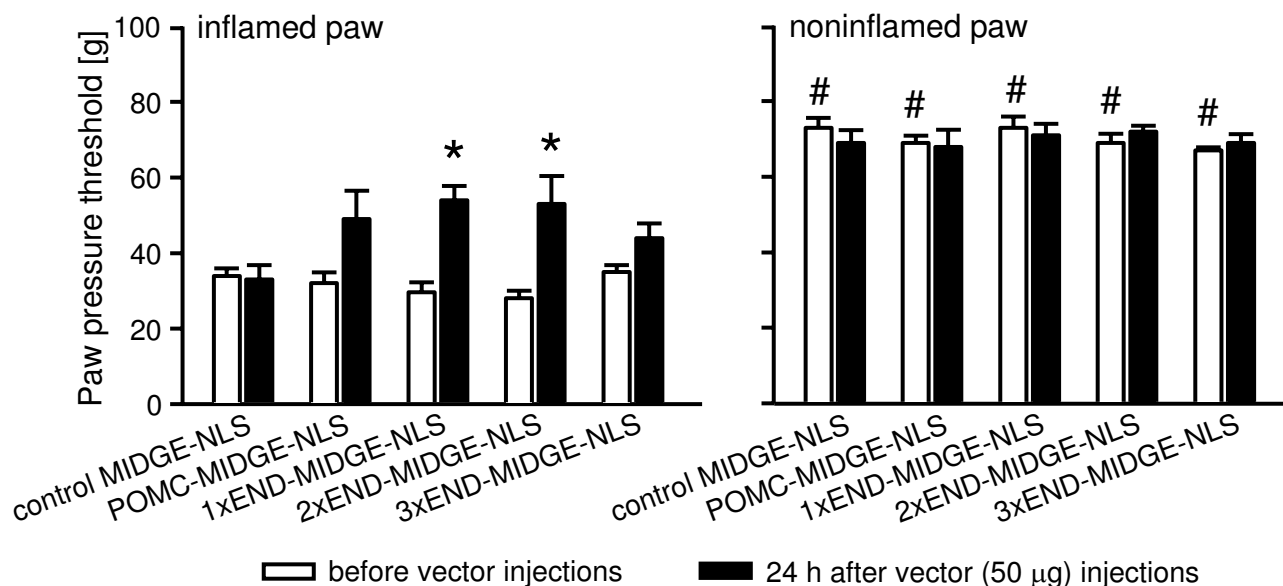 inflamed paw
noninflamed paw
Paw pressure threshold [g]
100
80
60
40
20
0
* *
# # # # #
control MIDGE-NLS
POMC-MIDGE-NLS
1xEND-MIDGE-NLS
2xEND-MIDGE-NLS
3xEND-MIDGE-NLS
control MIDGE-NLS
POMC-MIDGE-NLS
1xEND-MIDGE-NLS
2xEND-MIDGE-NLS
3xEND-MIDGE-NLS
before vector injections
24 h after vector (50 μg) injections